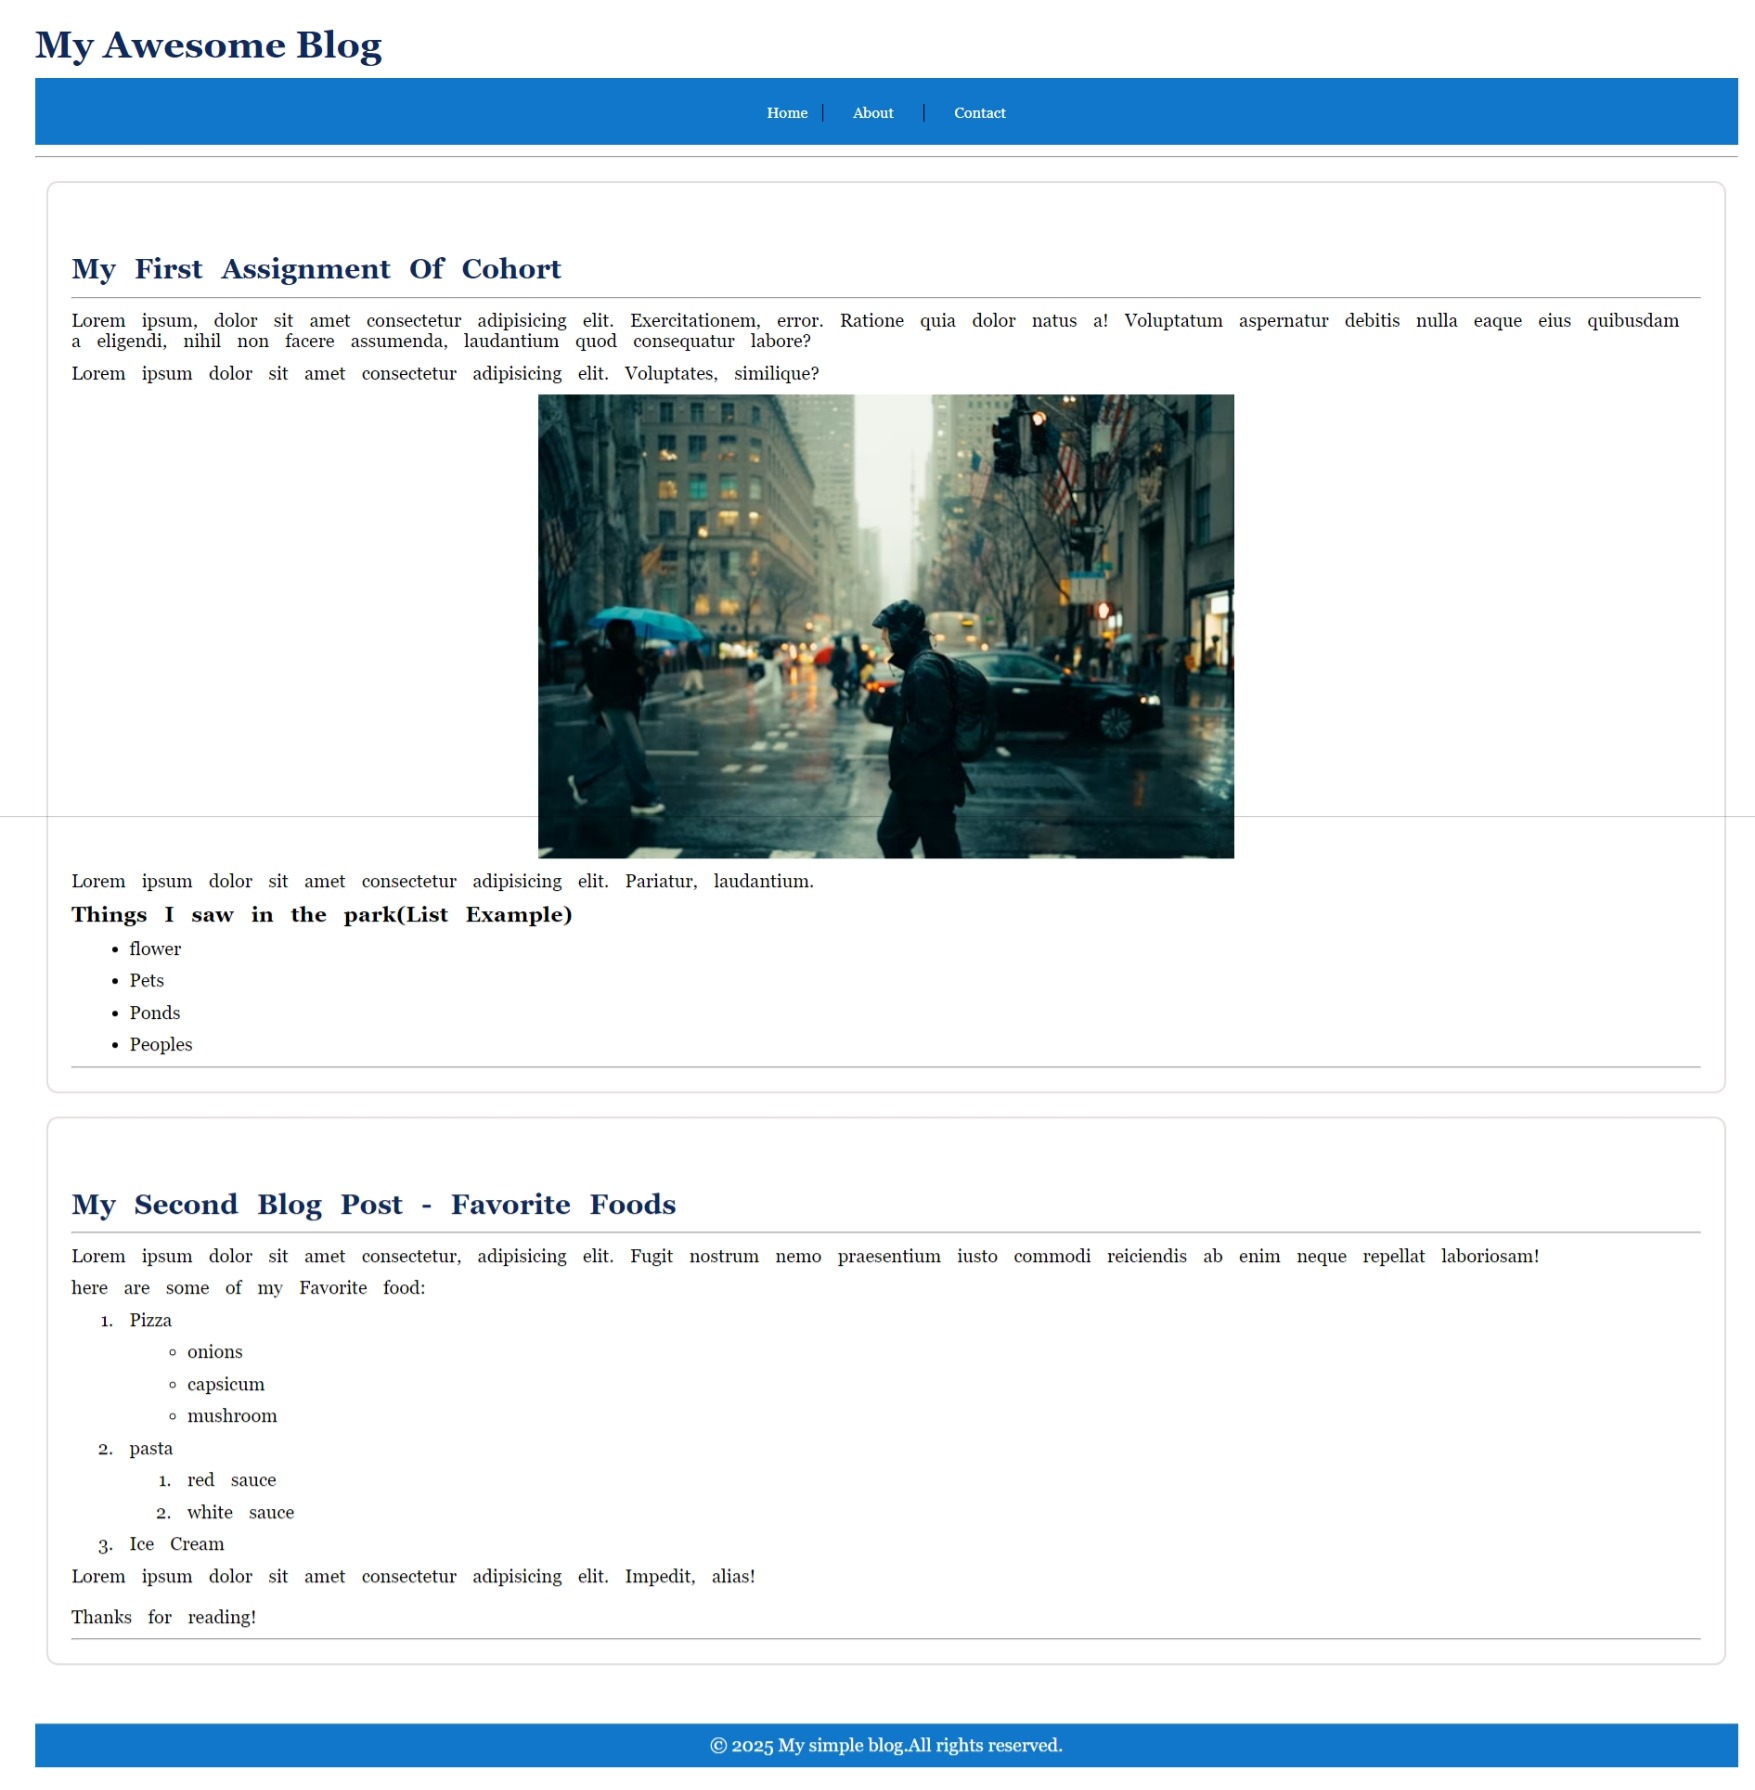 My Awesome Blog
Home | About | Contact
My First Assignment Of Cohort
Lorem ipsum, dolor sit amet consectetur adipisicing elit. Exercitationem, error. Ratione quia dolor natus a! Voluptatum aspernatur debitis nulla eaque eius quibusdam
a eligendi, nihil non facere assumenda, laudantium quod consequatur labore?
Lorem ipsum dolor sit amet consectetur adipisicing elit. Voluptates, similique?
Lorem ipsum dolor sit amet consectetur adipisicing elit. Pariatur, laudantium.
Things I saw in the park(List Example)
• flower
• Pets
• Ponds
• Peoples
My Second Blog Post - Favorite Foods
Lorem ipsum dolor sit amet consectetur, adipisicing elit. Fugit nostrum nemo praesentium iusto commodi reiciendis ab enim neque repellat laboriosam!
here are some of my Favorite food:
1. Pizza
◦ onions
◦ capsicum
◦ mushroom
2. pasta
1. red sauce
2. white sauce
3. Ice Cream
Lorem ipsum dolor sit amet consectetur adipisicing elit. Impedit, alias!
Thanks for reading!
© 2025 My simple blog.All rights reserved.